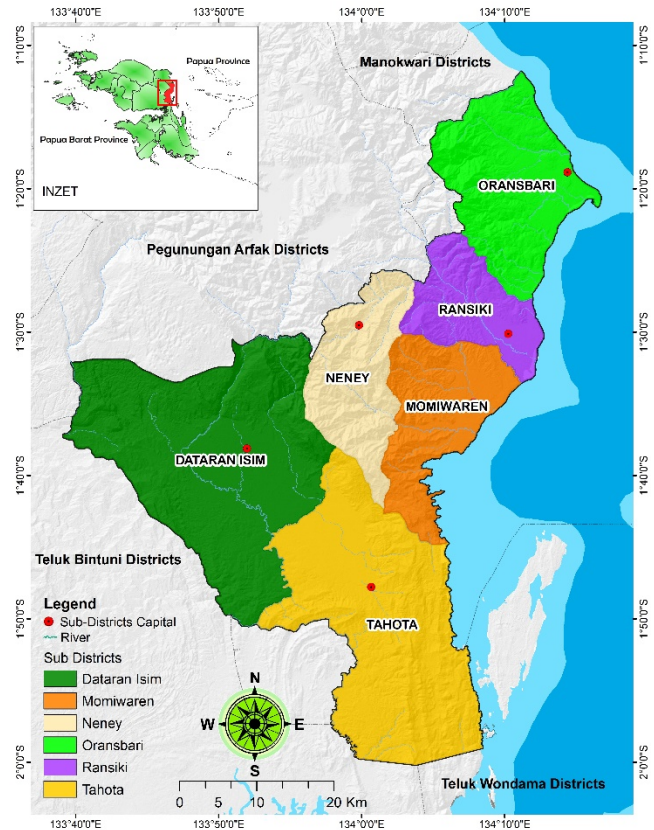 133°40'0"E 133°50'0"E 134°0'0"E 134°10'0"E
1°10'0"S
1°10'0"S
Papua Province
Papua Barat Province
INZET
Manokwari Districts
1°20'0"S
1°20'0"S
ORANSBARI
Pegunungan Arfak Districts
RANSIKI
1°30'0"S
1°30'0"S
NENEY
MOMIWAREN
1°40'0"S
1°40'0"S
DATARAN ISIM
Teluk Bintuni Districts
TAHOTA
1°50'0"S
1°50'0"S
Legend
Sub-Districts Capital
River
Sub Districts
Dataran Isim
Momiwaren
Neney
Oransbari
Ransiki
Tahota
N
W E
S
0 5 10 20 Km
2°0'0"S
2°0'0"S
Teluk Wondama Districts
133°40'0"E 133°50'0"E 134°0'0"E 134°10'0"E